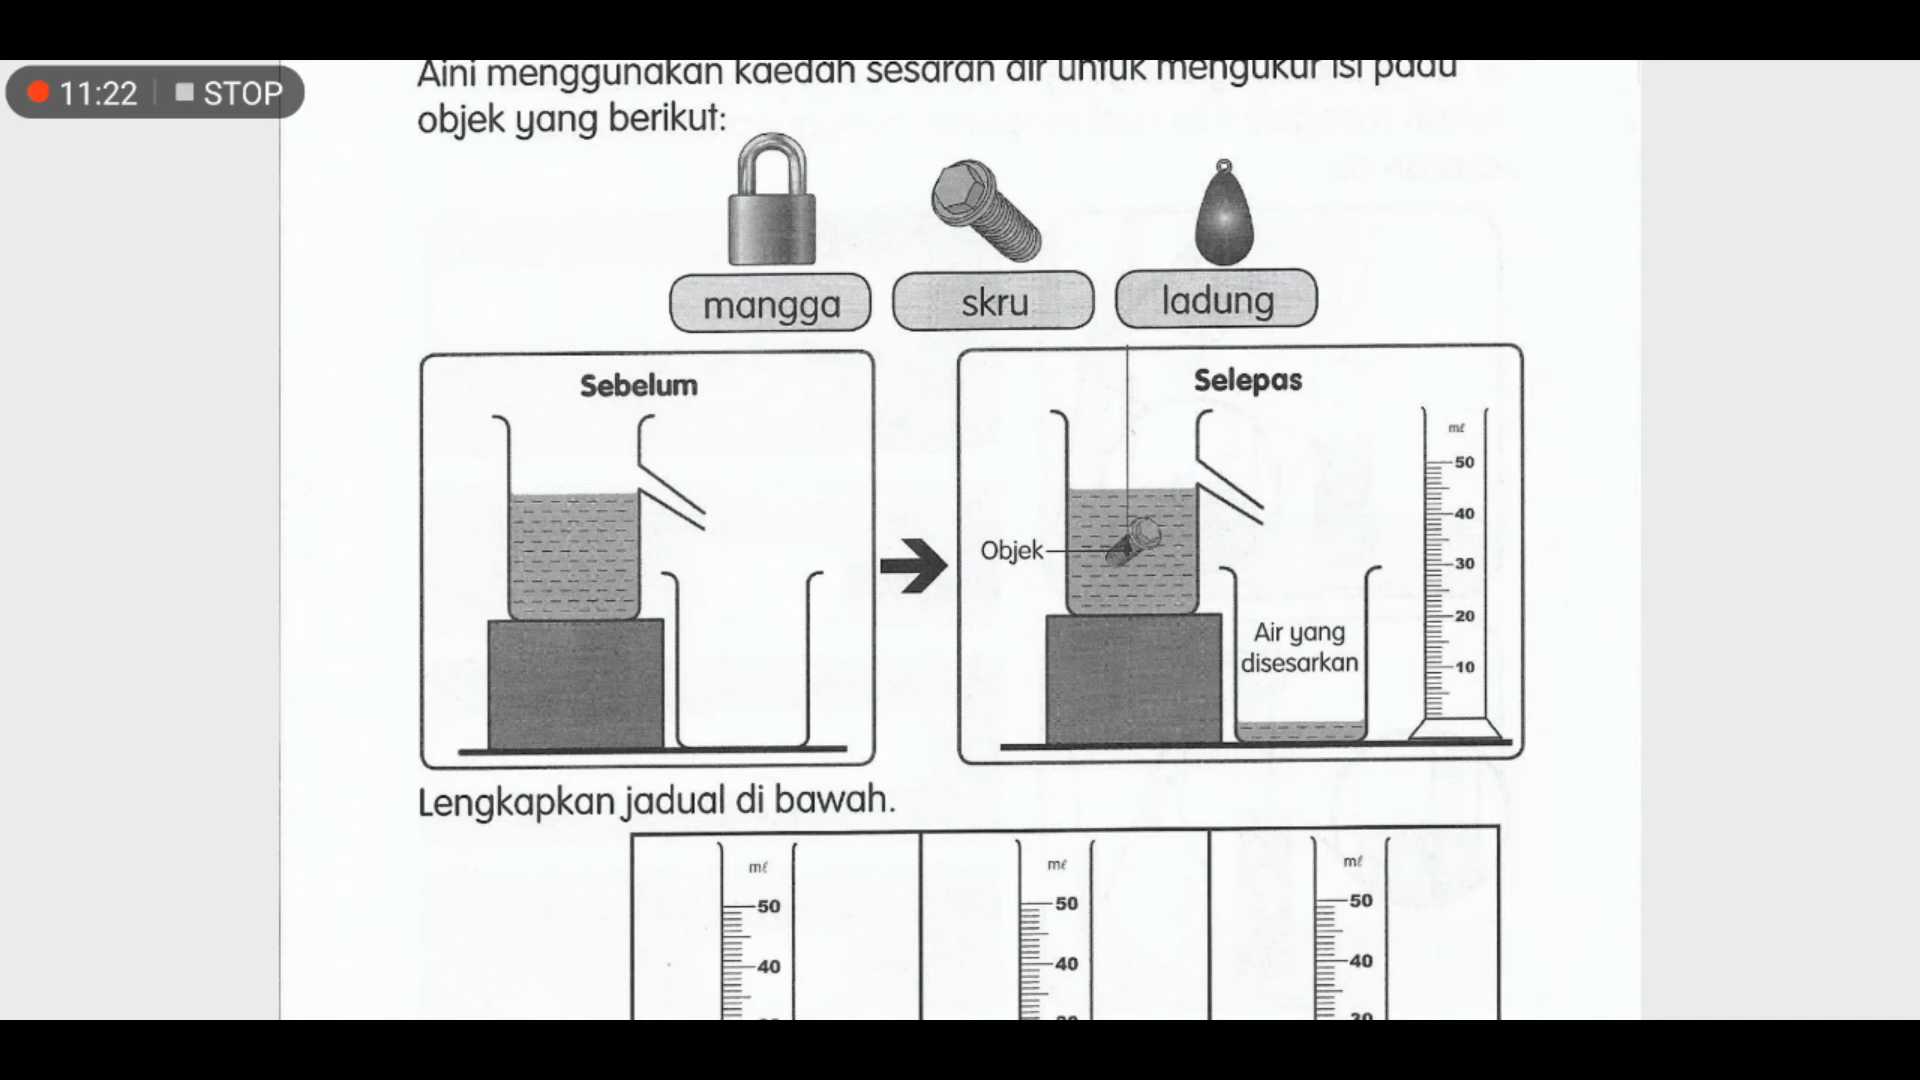 11:22 STOP
Aini menggunakan kaedah sesaran air untuk mengukur isi padu
objek yang berikut:
mangga
skru
ladung
Sebelum
Selepas
Objek
Air yang
disesarkan
mℓ
50
40
30
20
10
Lengkapkan jadual di bawah.
mℓ
50
40
mℓ
50
40
mℓ
50
40